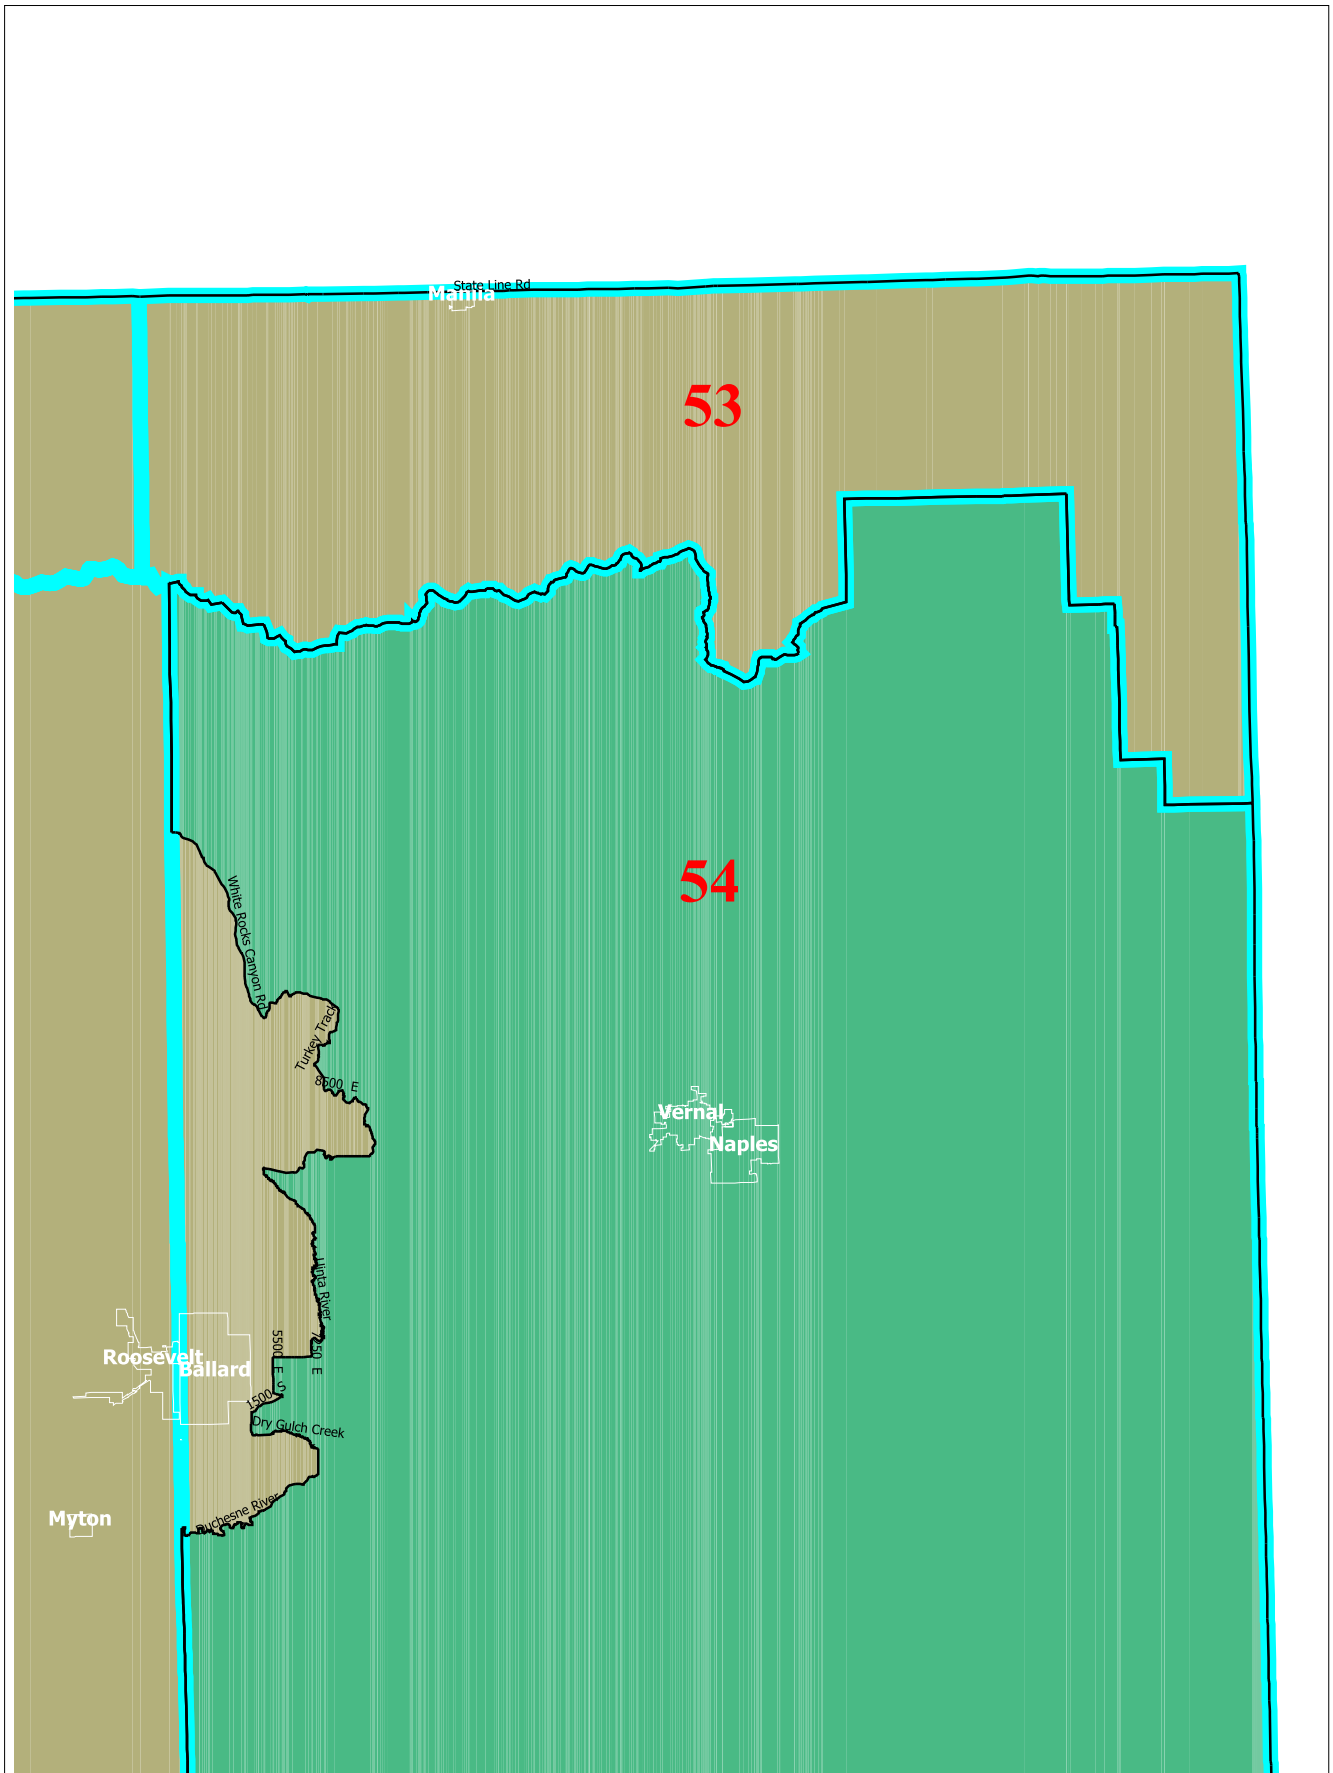 State Line Rd
Manila
53
54
White Rocks Canyon Rd
Turkey Track
8500 E
Vernal
Naples
Uinta River
5500 E
7250 E
Roosevelt
Ballard
1500 S
Dry Gulch Creek
Duchesne River
Myton